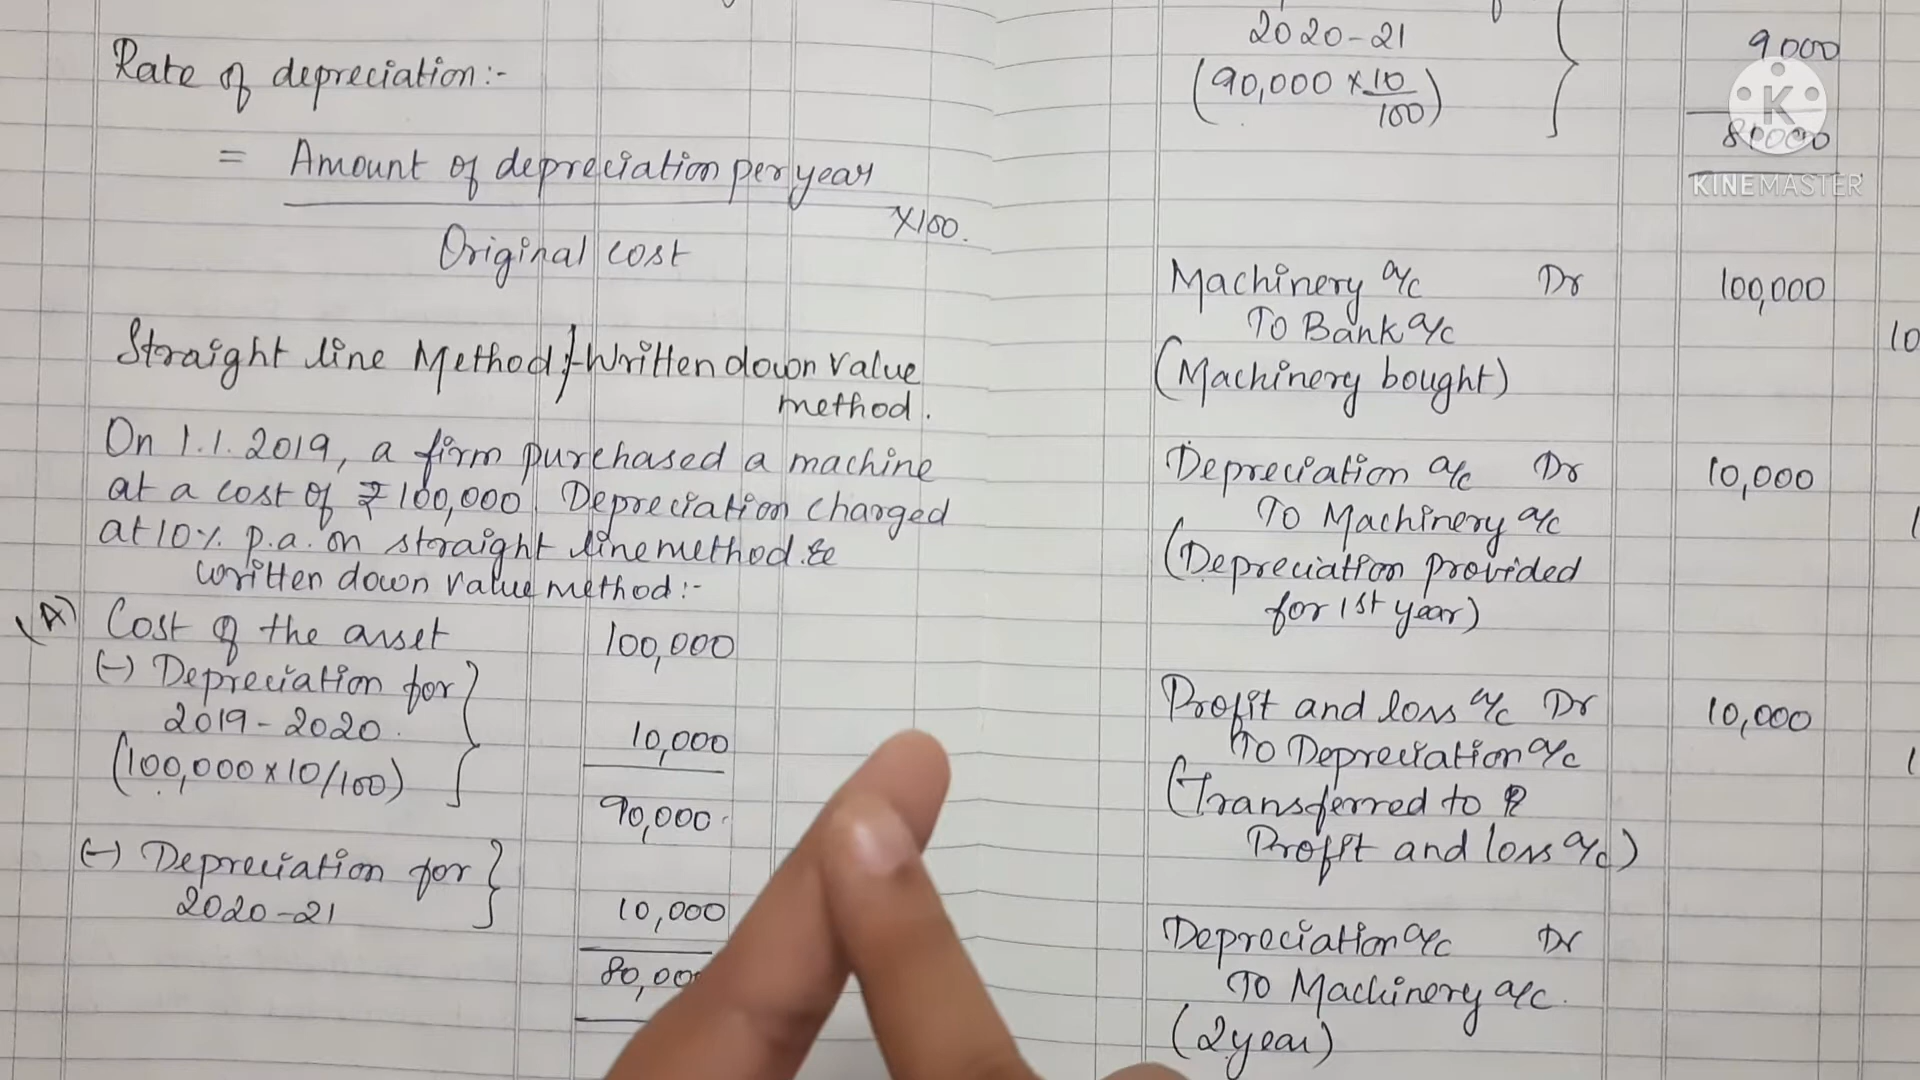 Rate of depreciation:-
= Amount of depreciation per year
×100.
Original cost
Straight line Method / Written down value
method.
On 1.1.2019, a firm purchased a machine
at a cost of ₹100,000 Depreciation charged
at 10% p.a. on straight line method &
written down value method:-
(A) Cost of the asset 100,000
(-) Depreciation for
2019-2020.
10,000
(100,000×10/100)
90,000
(-) Depreciation for
2020-21
10,000
2020-21
9000
(90,000×10/100)
KINEMASTER
Machinery a/c Dr 100,000
To Bank a/c
(Machinery bought)
Depreciation a/c Dr 10,000
To Machinery a/c
(Depreciation provided
for 1st year)
Profit and loss a/c Dr 10,000
To Depreciation a/c
(Transferred to
Profit and loss a/c)
Depreciation a/c Dr
To Machinery a/c.
(2year)